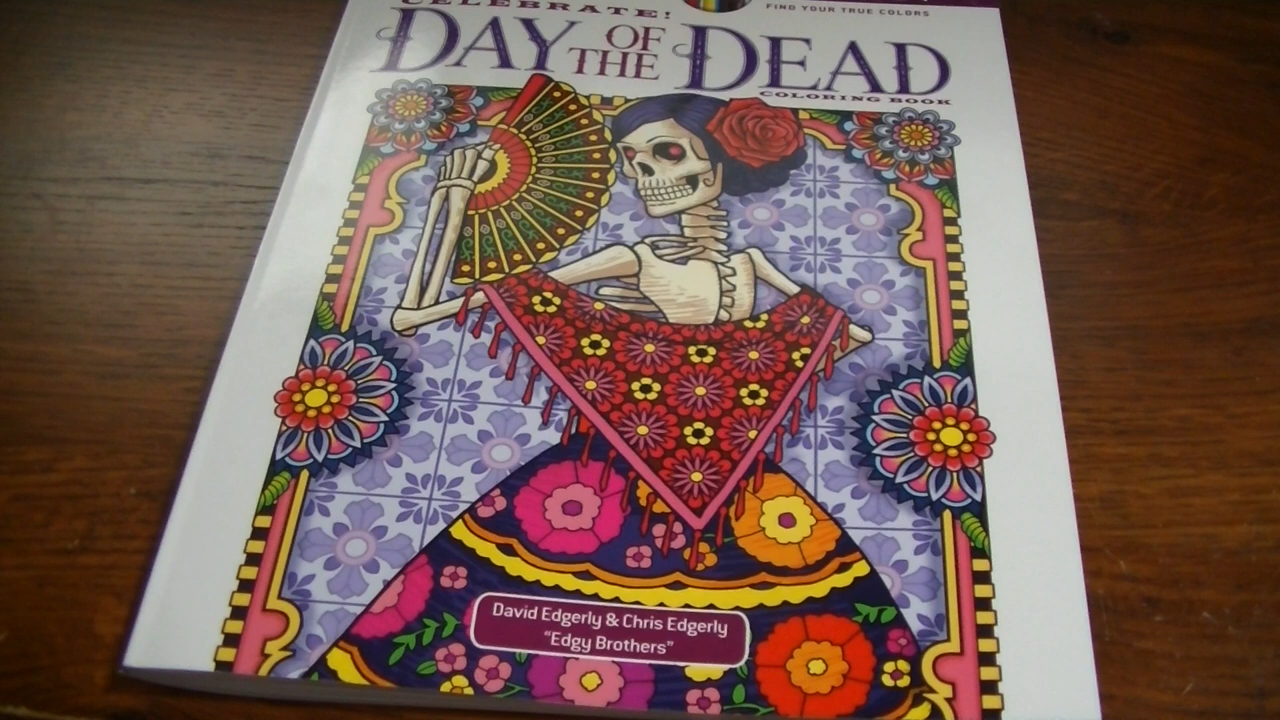 FIND YOUR TRUE COLORS
CELEBRATE!
DAY OF THE DEAD
COLORING BOOK
David Edgerly & Chris Edgerly
"Edgy Brothers"